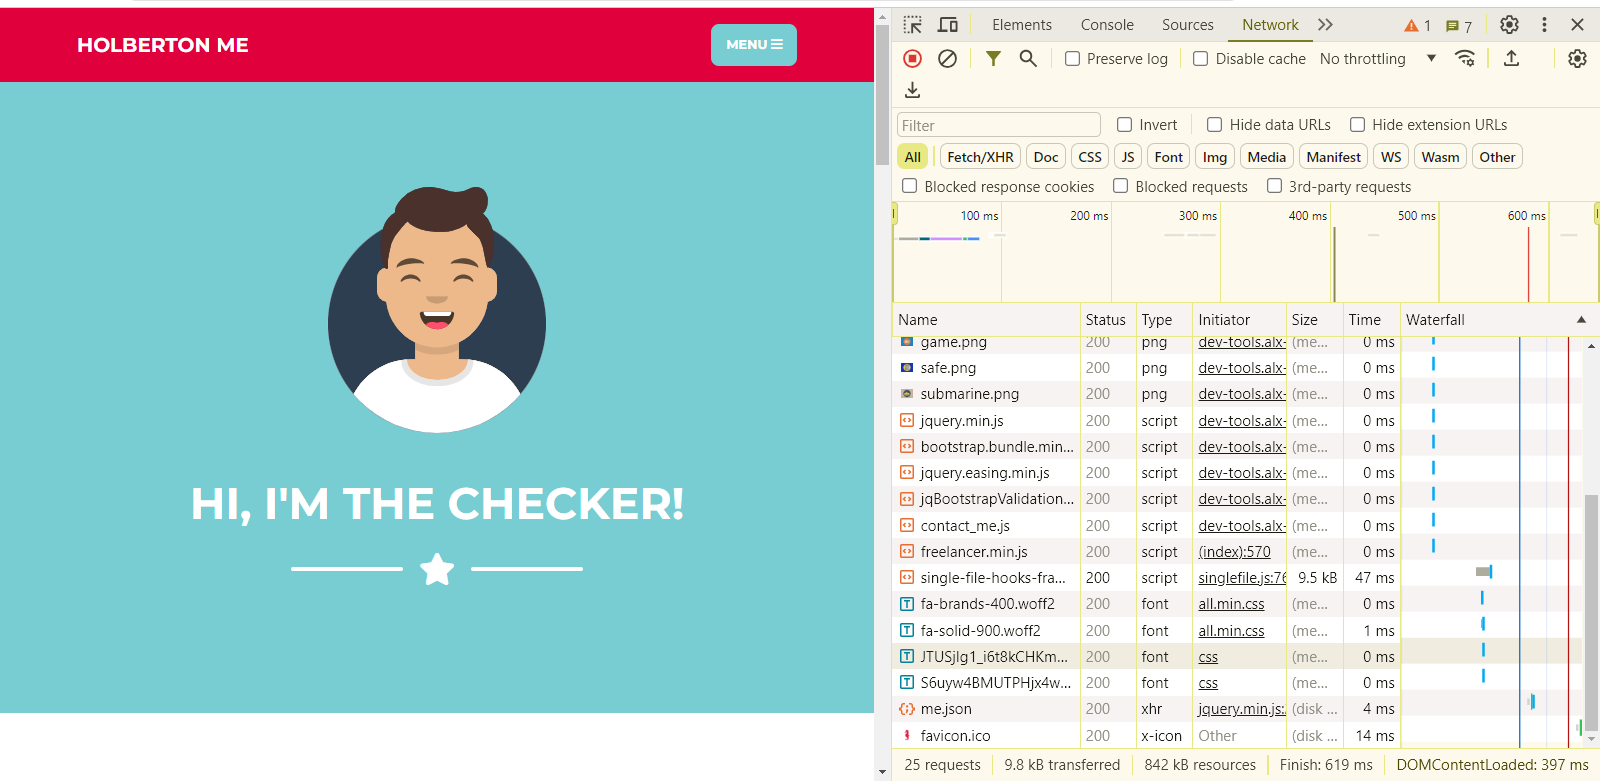 HOLBERTON ME
MENU
HI, I'M THE CHECKER!
Elements Console Sources Network 1 7
Preserve log Disable cache No throttling
Filter Invert Hide data URLs Hide extension URLs
All Fetch/XHR Doc CSS JS Font Img Media Manifest WS Wasm Other
Blocked response cookies Blocked requests 3rd-party requests
100 ms 200 ms 300 ms 400 ms 500 ms 600 ms
Name Status Type Initiator Size Time Waterfall
game.png 200 png dev-tools.alx- (me... 0 ms
safe.png 200 png dev-tools.alx- (me... 0 ms
submarine.png 200 png dev-tools.alx- (me... 0 ms
jquery.min.js 200 script dev-tools.alx- (me... 0 ms
bootstrap.bundle.min... 200 script dev-tools.alx- (me... 0 ms
jquery.easing.min.js 200 script dev-tools.alx- (me... 0 ms
jqBootstrapValidation... 200 script dev-tools.alx- (me... 0 ms
contact_me.js 200 script dev-tools.alx- (me... 0 ms
freelancer.min.js 200 script (index):570 (me... 0 ms
single-file-hooks-fra... 200 script singlefile.js:76 9.5 kB 47 ms
fa-brands-400.woff2 200 font all.min.css (me... 0 ms
fa-solid-900.woff2 200 font all.min.css (me... 1 ms
JTUSjIg1_i6t8kCHKm... 200 font css (me... 0 ms
S6uyw4BMUTPHjx4w... 200 font css (me... 0 ms
me.json 200 xhr jquery.min.js: (disk ... 4 ms
favicon.ico 200 x-icon Other (disk ... 14 ms
25 requests 9.8 kB transferred 842 kB resources Finish: 619 ms DOMContentLoaded: 397 ms